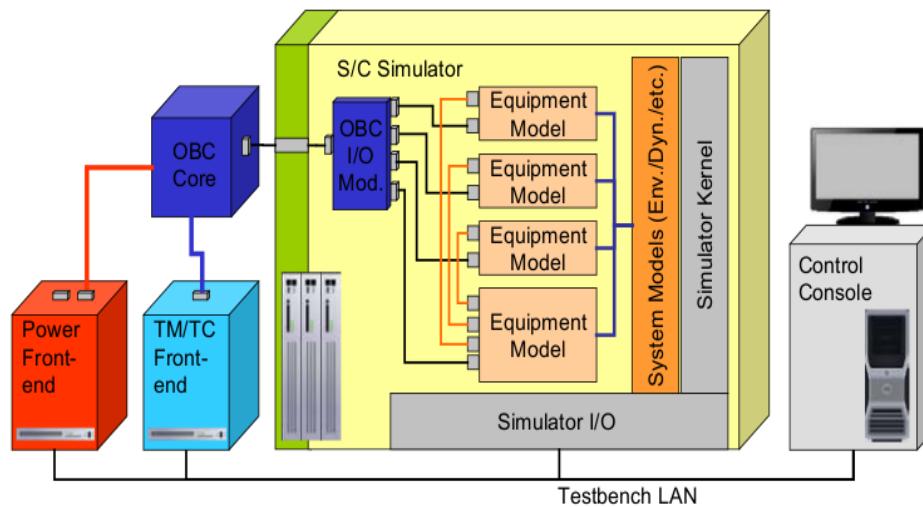 S/C Simulator
OBC
Core
OBC
I/O
Mod.
Equipment
Model
Equipment
Model
Equipment
Model
Equipment
Model
System Models (Env./Dyn./etc.)
Simulator Kernel
Simulator I/O
Power
Front-
end
TM/TC
Front-
end
Control
Console
Testbench LAN